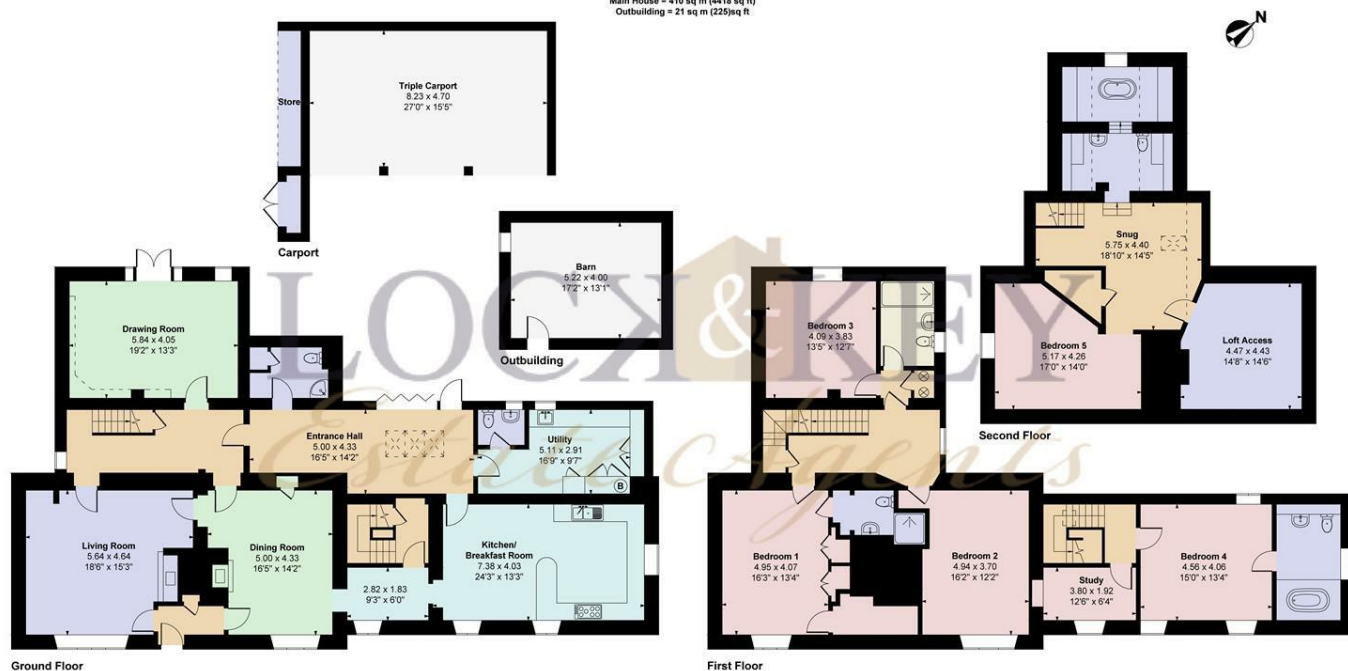 Main House = 410 sq m (4418 sq ft)
Outbuilding = 21 sq m (225)sq ft
N
Store
Triple Carport
8.23 x 4.70
27'0" x 15'5"
Carport
Barn
5.22 x 4.00
17'2" x 13'1"
Outbuilding
Drawing Room
5.84 x 4.05
19'2" x 13'3"
Entrance Hall
5.00 x 4.33
16'5" x 14'2"
Utility
5.11 x 2.91
16'9" x 9'7"
B
Living Room
5.64 x 4.64
18'6" x 15'3"
Dining Room
5.00 x 4.33
16'5" x 14'2"
2.82 x 1.83
9'3" x 6'0"
Kitchen/
Breakfast Room
7.38 x 4.03
24'3" x 13'3"
Ground Floor
Bedroom 3
4.09 x 3.83
13'5" x 12'7"
Bedroom 1
4.95 x 4.07
16'3" x 13'4"
Bedroom 2
4.94 x 3.70
16'2" x 12'2"
Study
3.80 x 1.92
12'6" x 6'4"
Bedroom 4
4.56 x 4.06
15'0" x 13'4"
First Floor
Snug
5.75 x 4.40
18'10" x 14'5"
Bedroom 5
5.17 x 4.26
17'0" x 14'0"
Loft Access
4.47 x 4.43
14'8" x 14'6"
Second Floor
LOCK & KEY
Estate Agents